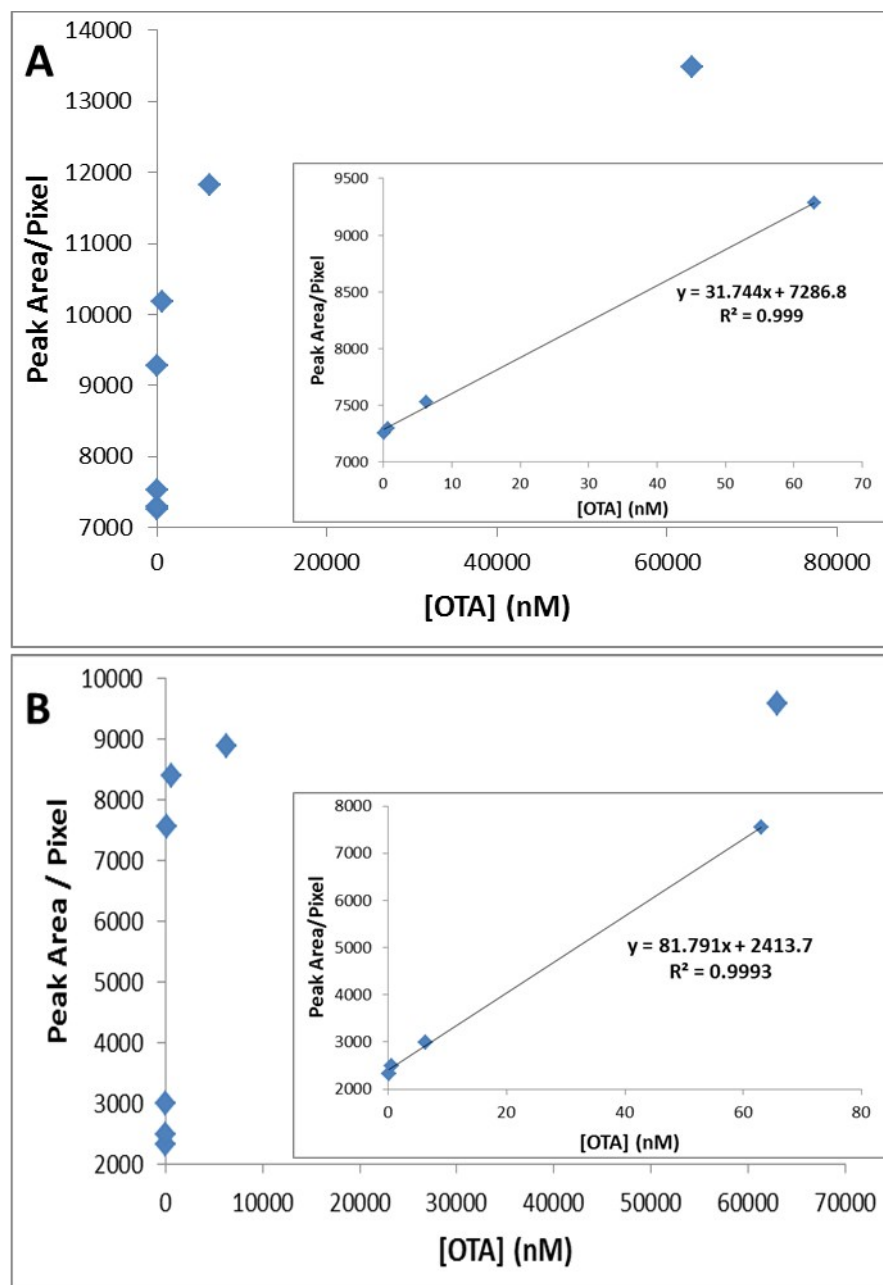 A
14000
13000
12000
11000
10000
9000
8000
7000
Peak Area/Pixel
0 20000 40000 60000 80000
[OTA] (nM)
9500
9000
8500
8000
7500
7000
Peak Area/Pixel
y = 31.744x + 7286.8
R² = 0.999
0 10 20 30 40 50 60 70
[OTA] (nM)
B
10000
9000
8000
7000
6000
5000
4000
3000
2000
Peak Area / Pixel
0 10000 20000 30000 40000 50000 60000 70000
[OTA] (nM)
8000
7000
6000
5000
4000
3000
2000
Peak Area/Pixel
y = 81.791x + 2413.7
R² = 0.9993
0 20 40 60 80
[OTA] (nM)